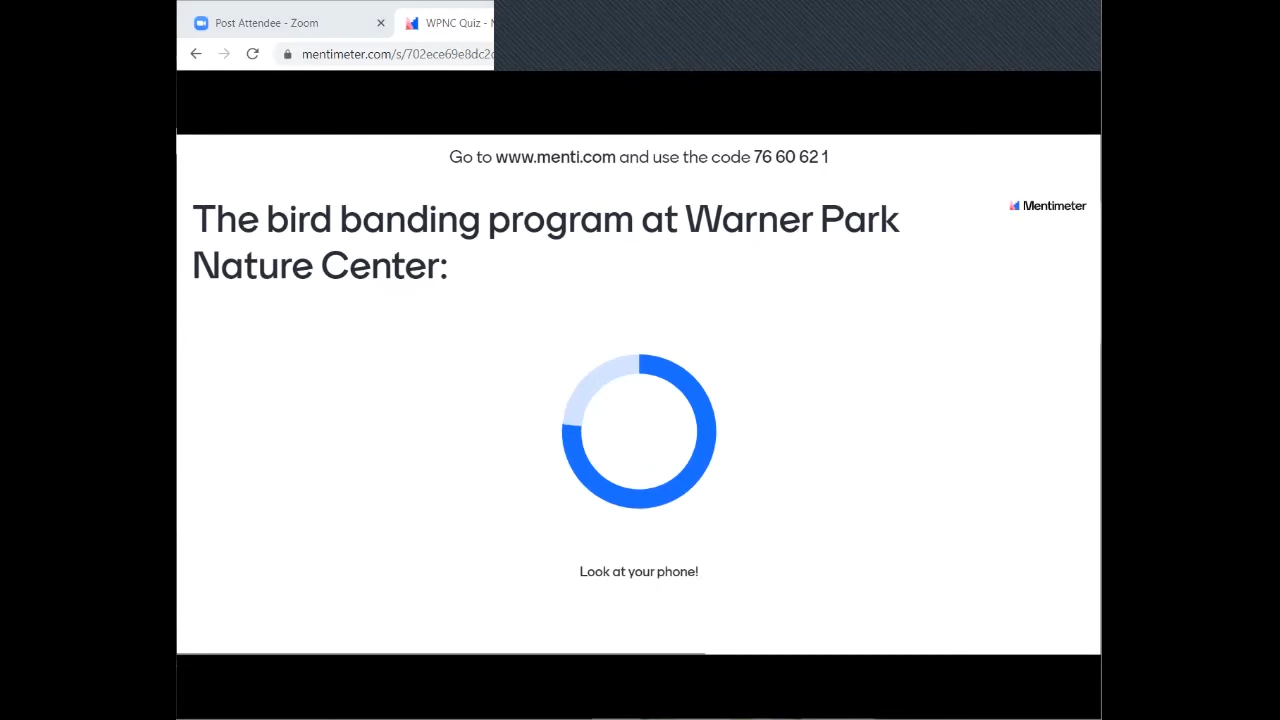 Post Attendee - Zoom
WPNC Quiz -
mentimeter.com/s/702ece69e8dc2
Go to www.menti.com and use the code 76 60 62 1
The bird banding program at Warner Park
Nature Center:
Mentimeter
Look at your phone!